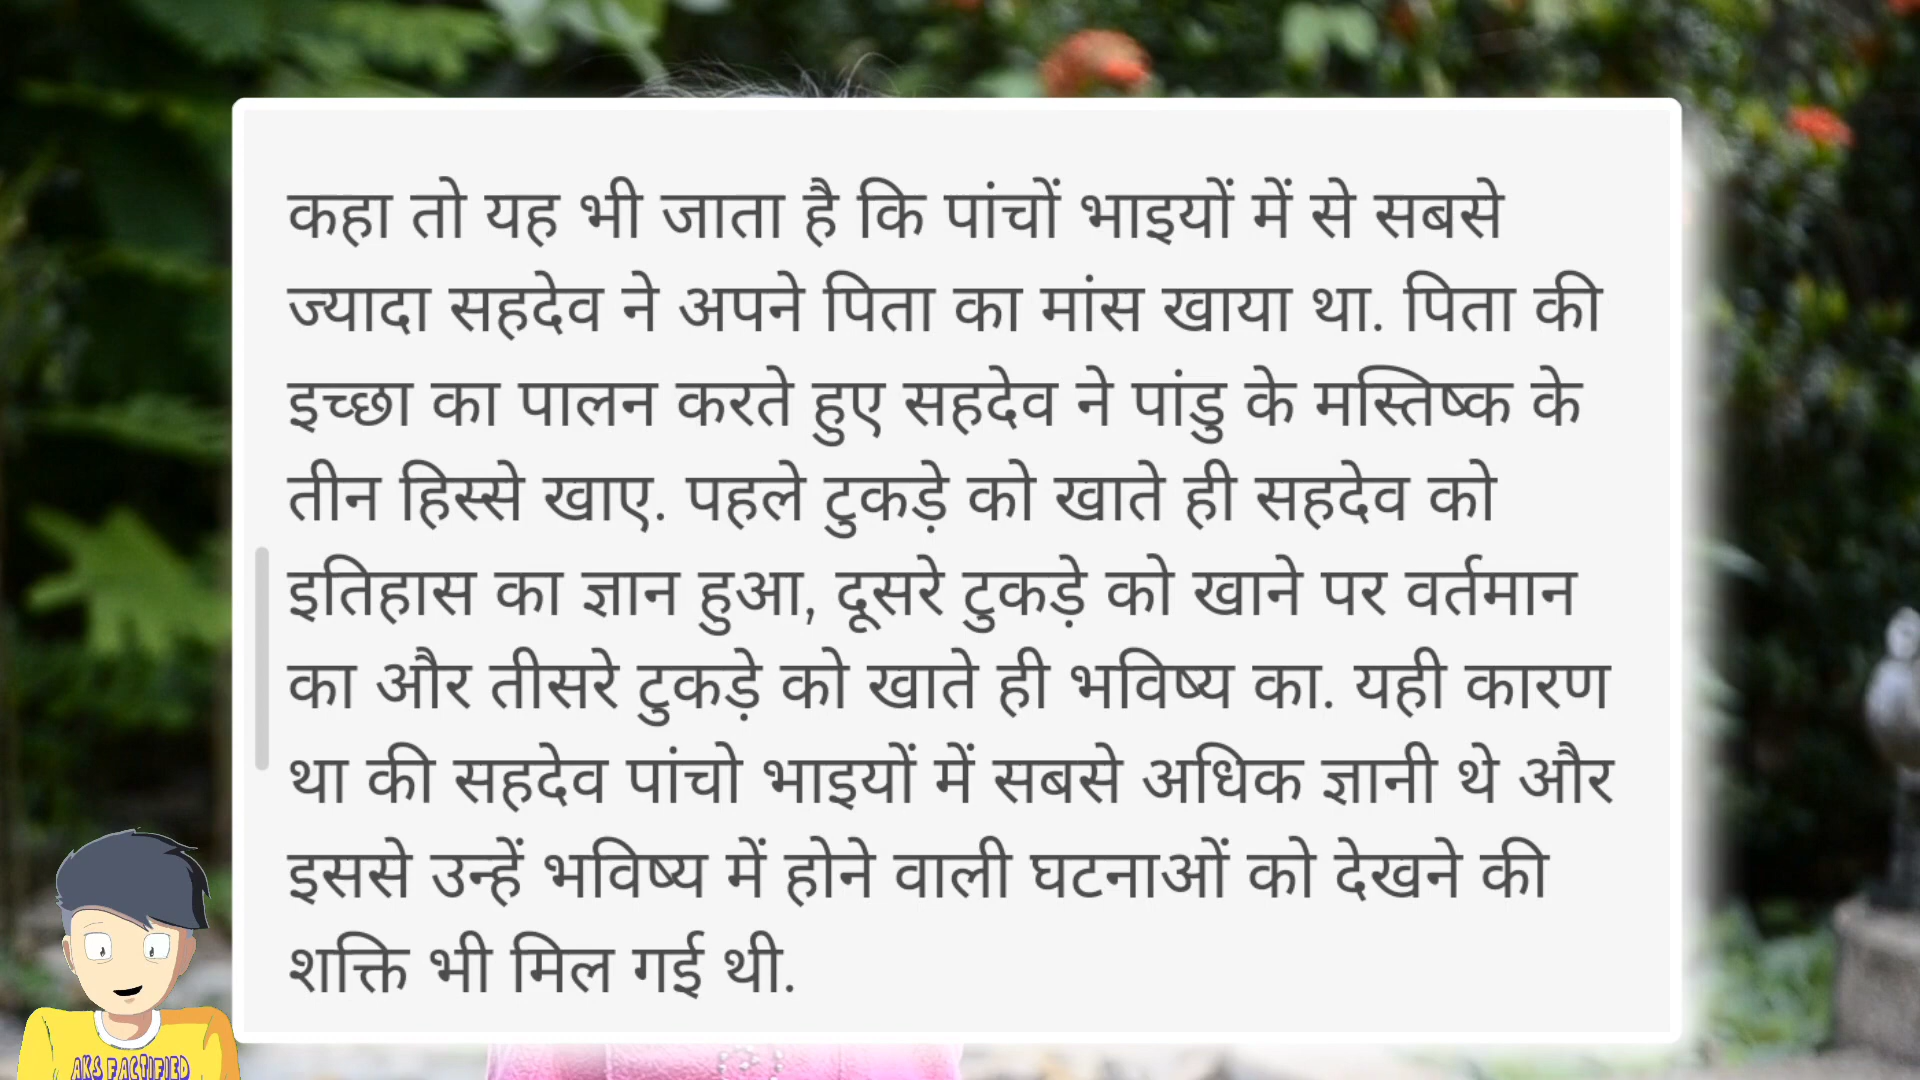 कहा तो यह भी जाता है कि पांचों भाइयों में से सबसे
ज्यादा सहदेव ने अपने पिता का मांस खाया था. पिता की
इच्छा का पालन करते हुए सहदेव ने पांडु के मस्तिष्क के
तीन हिस्से खाए. पहले टुकड़े को खाते ही सहदेव को
इतिहास का ज्ञान हुआ, दूसरे टुकड़े को खाने पर वर्तमान
का और तीसरे टुकड़े को खाते ही भविष्य का. यही कारण
था की सहदेव पांचो भाइयों में सबसे अधिक ज्ञानी थे और
इससे उन्हें भविष्य में होने वाली घटनाओं को देखने की
शक्ति भी मिल गई थी.
AKS FACTIFIED